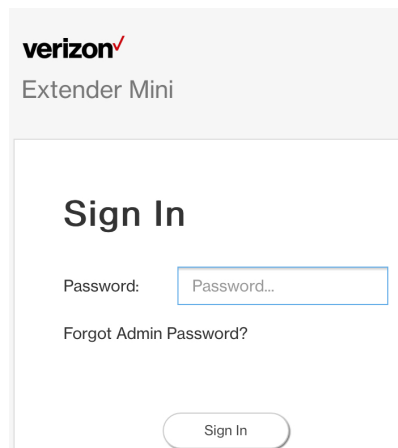 verizon✓
Extender Mini
Sign In
Password: Password...
Forgot Admin Password?
Sign In